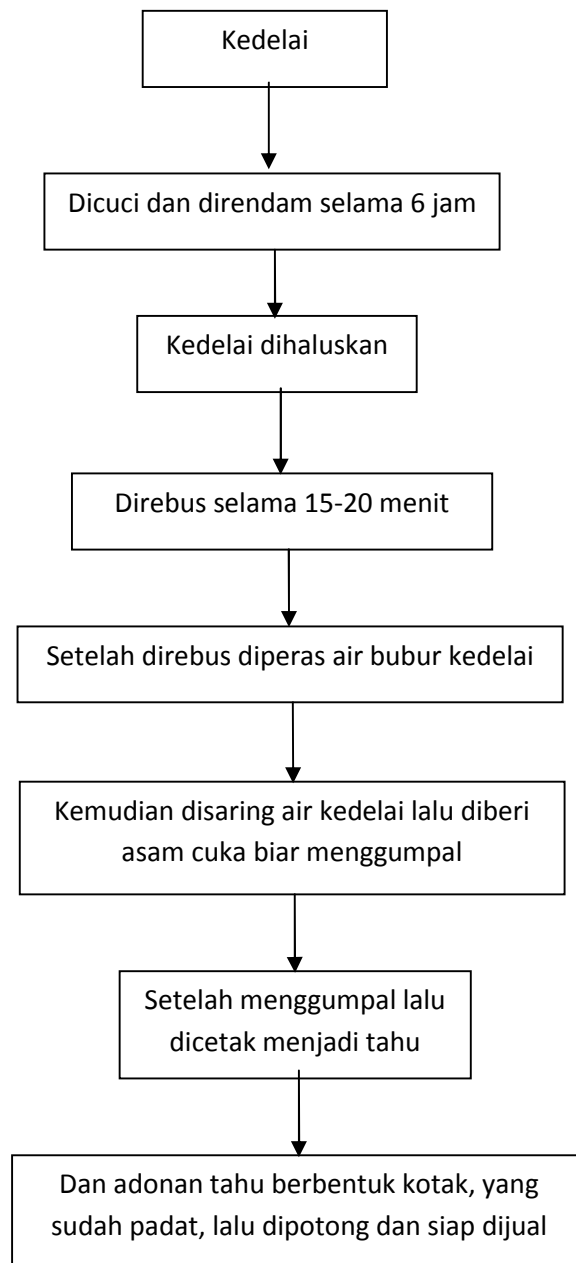 Kedelai
Dicuci dan direndam selama 6 jam
Kedelai dihaluskan
Direbus selama 15-20 menit
Setelah direbus diperas air bubur kedelai
Kemudian disaring air kedelai lalu diberi
asam cuka biar menggumpal
Setelah menggumpal lalu
dicetak menjadi tahu
Dan adonan tahu berbentuk kotak, yang
sudah padat, lalu dipotong dan siap dijual